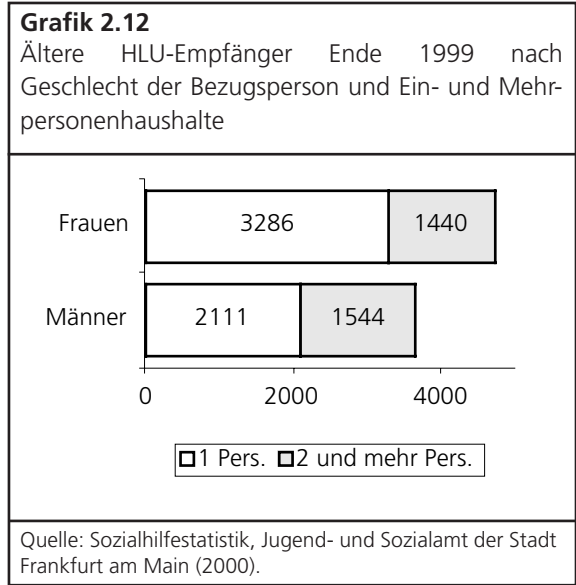 Grafik 2.12
Ältere HLU-Empfänger Ende 1999 nach
Geschlecht der Bezugsperson und Ein- und Mehr-
personenhaushalte
Frauen 3286 1440
Männer 2111 1544
0 2000 4000
1 Pers. 2 und mehr Pers.
Quelle: Sozialhilfestatistik, Jugend- und Sozialamt der Stadt
Frankfurt am Main (2000).